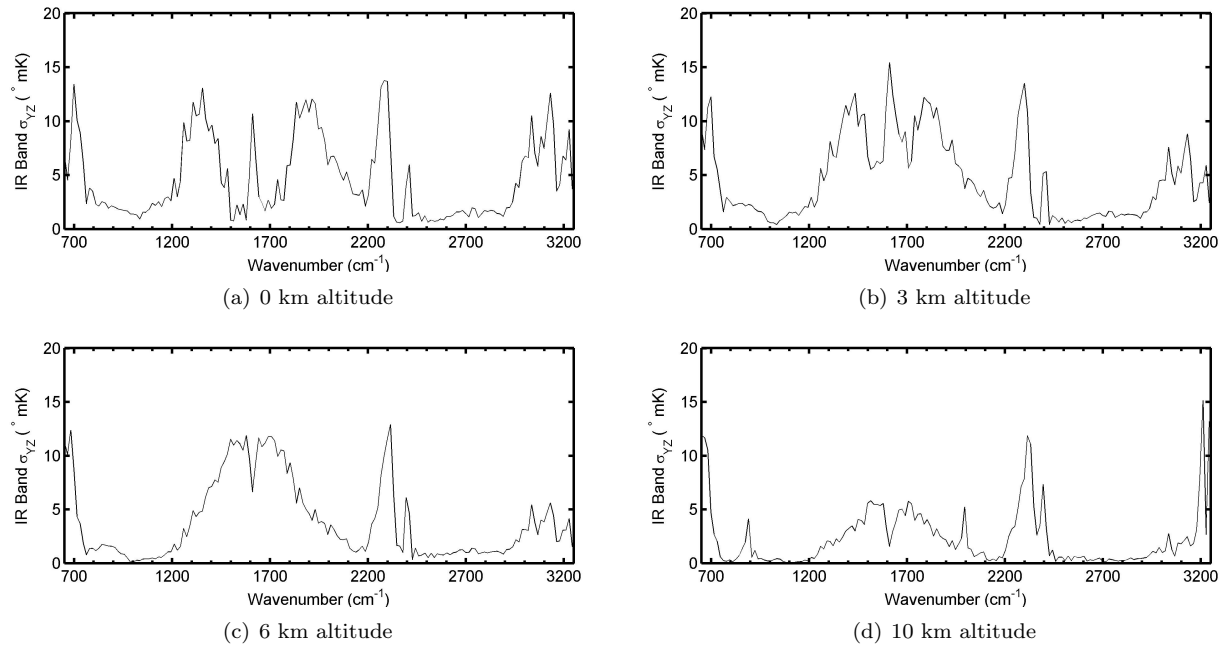 20
15
10
5
0
IR Band σYZ ( ° mK)
700 1200 1700 2200 2700 3200
Wavenumber (cm-1)
(a) 0 km altitude
20
15
10
5
0
IR Band σYZ ( ° mK)
700 1200 1700 2200 2700 3200
Wavenumber (cm-1)
(b) 3 km altitude
20
15
10
5
0
IR Band σYZ ( ° mK)
700 1200 1700 2200 2700 3200
Wavenumber (cm-1)
(c) 6 km altitude
20
15
10
5
0
IR Band σYZ ( ° mK)
700 1200 1700 2200 2700 3200
Wavenumber (cm-1)
(d) 10 km altitude